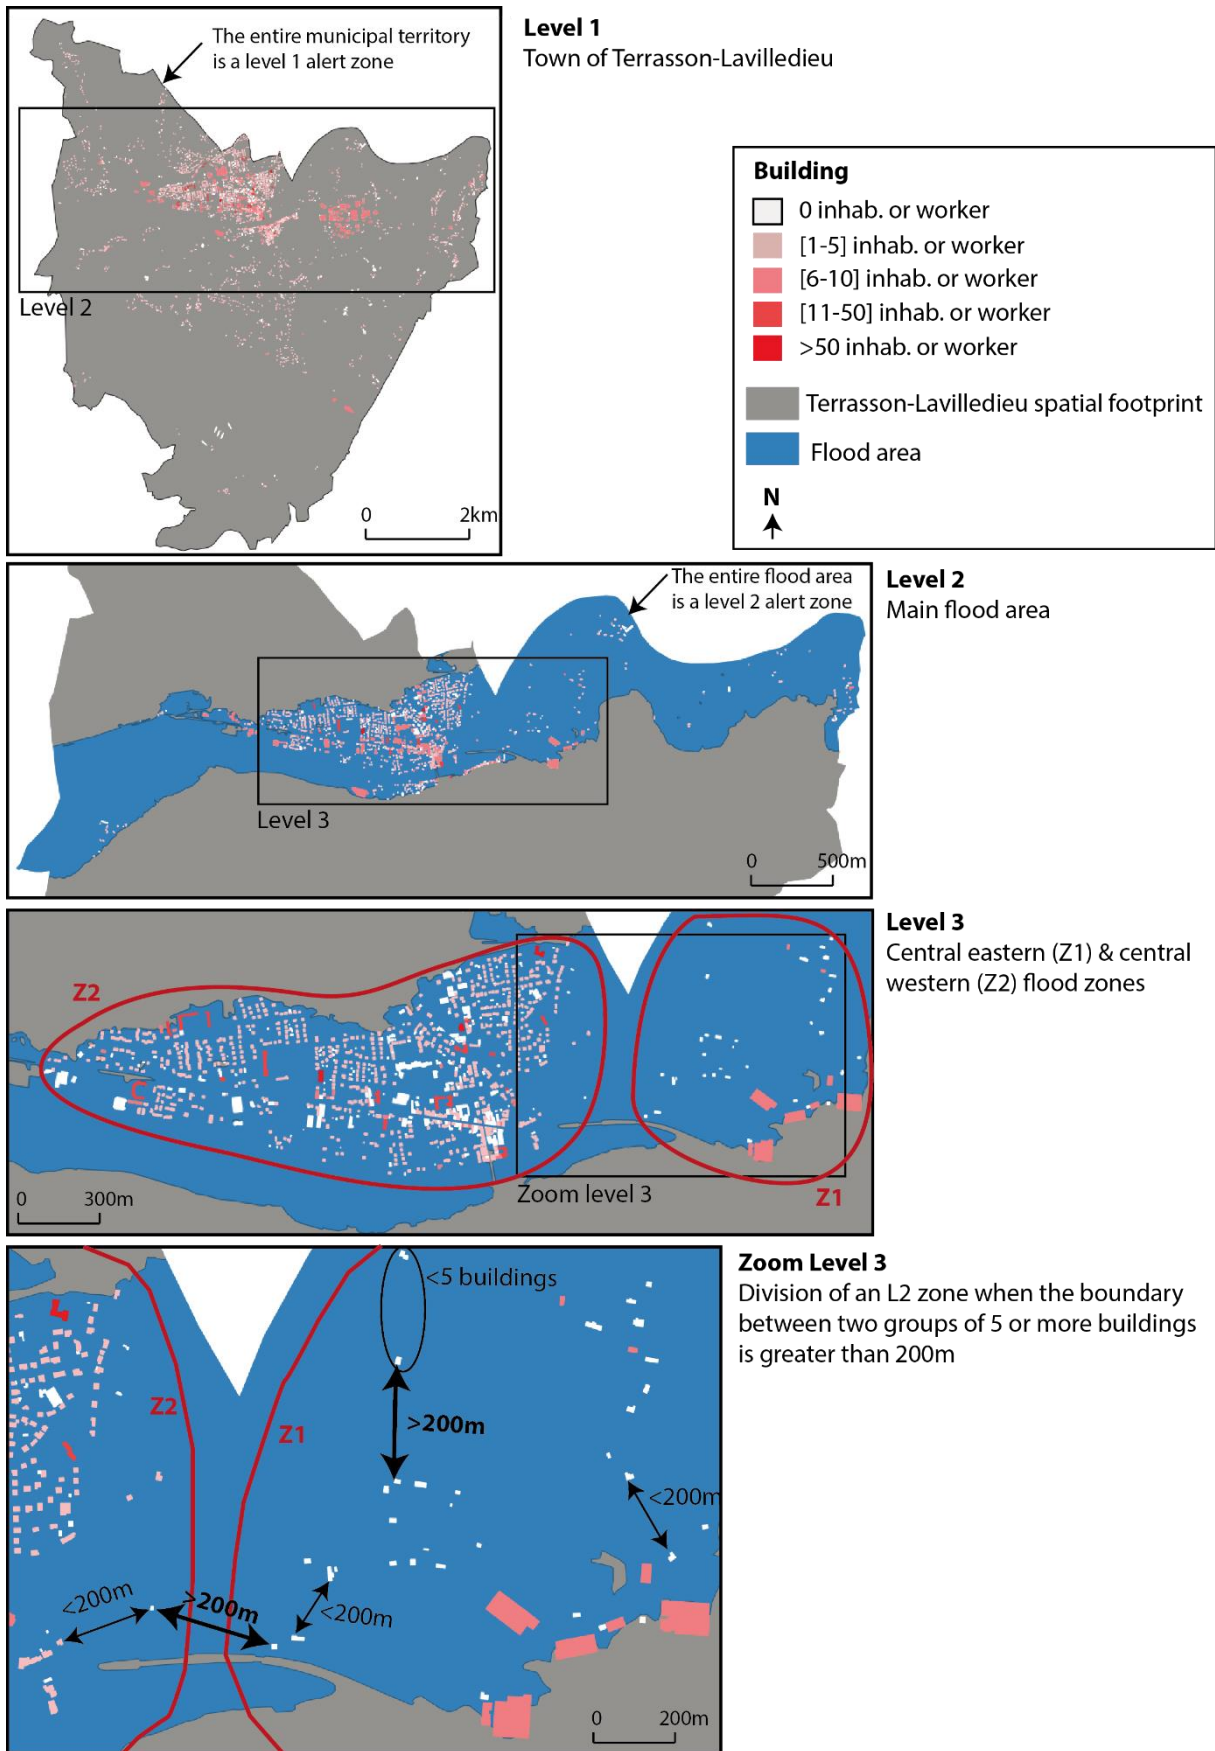 Level 1
Town of Terrasson-Lavilledieu
The entire municipal territory
is a level 1 alert zone
Level 2
0 2km
Building
0 inhab. or worker
[1-5] inhab. or worker
[6-10] inhab. or worker
[11-50] inhab. or worker
>50 inhab. or worker
Terrasson-Lavilledieu spatial footprint
Flood area
N
Level 2
Main flood area
The entire flood area
is a level 2 alert zone
Level 3
0 500m
Level 3
Central eastern (Z1) & central
western (Z2) flood zones
Z2
Zoom level 3
Z1
0 300m
Zoom Level 3
Division of an L2 zone when the boundary
between two groups of 5 or more buildings
is greater than 200m
<5 buildings
Z2
Z1
>200m
<200m
<200m
>200m
<200m
0 200m